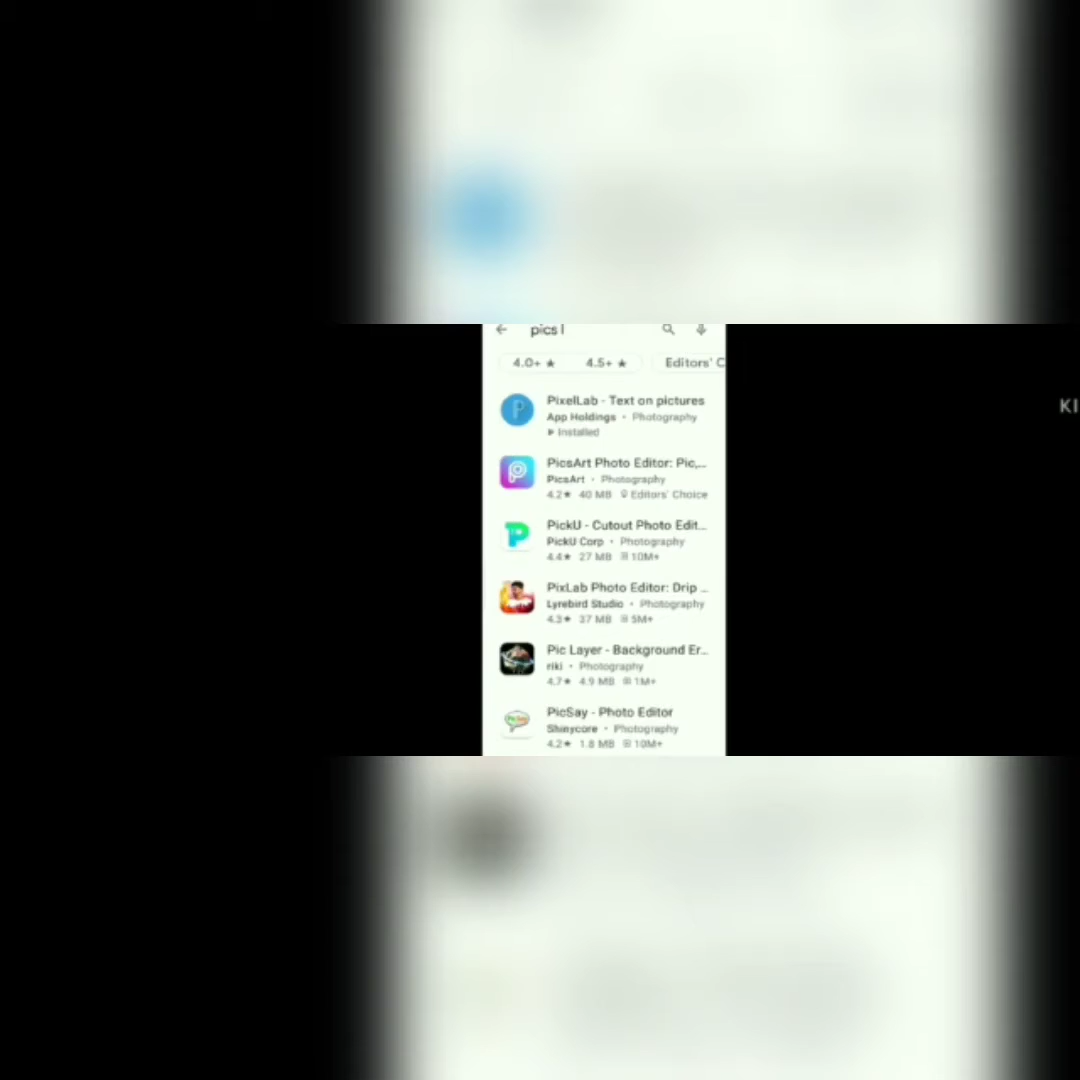 pics l
4.0+ ★ 4.5+ ★ Editors' C
PixelLab - Text on pictures
App Holdings • Photography
Installed
PicsArt Photo Editor: Pic,...
PicsArt • Photography
4.2★ 40 MB Editors' Choice
PickU - Cutout Photo Edit...
PickU Corp • Photography
4.4★ 27 MB 10M+
PixLab Photo Editor: Drip ...
Lyrebird Studio • Photography
4.3★ 37 MB 5M+
Pic Layer - Background Er...
riki • Photography
4.7★ 4.9 MB 1M+
PicSay - Photo Editor
Shinycore • Photography
4.2★ 1.8 MB 10M+
KI